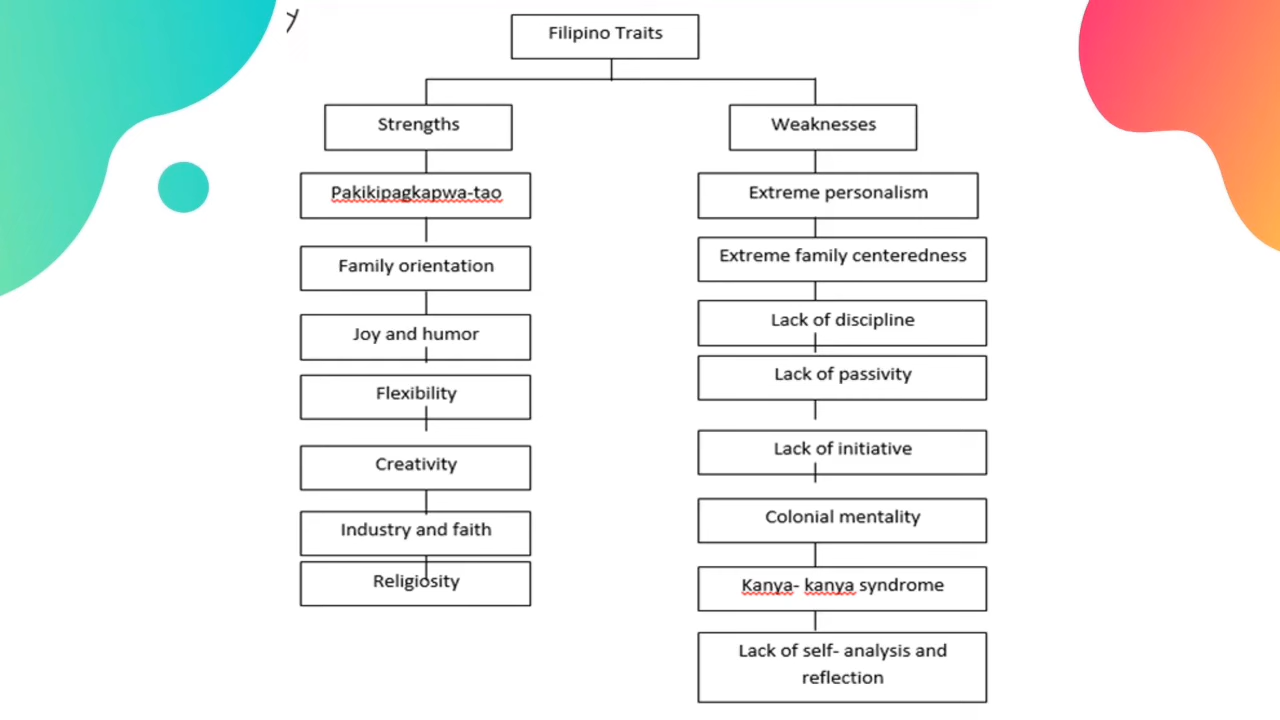 y
Filipino Traits
Strengths
Pakikipagkapwa-tao
Family orientation
Joy and humor
Flexibility
Creativity
Industry and faith
Religiosity
Weaknesses
Extreme personalism
Extreme family centeredness
Lack of discipline
Lack of passivity
Lack of initiative
Colonial mentality
Kanya- kanya syndrome
Lack of self- analysis and
reflection